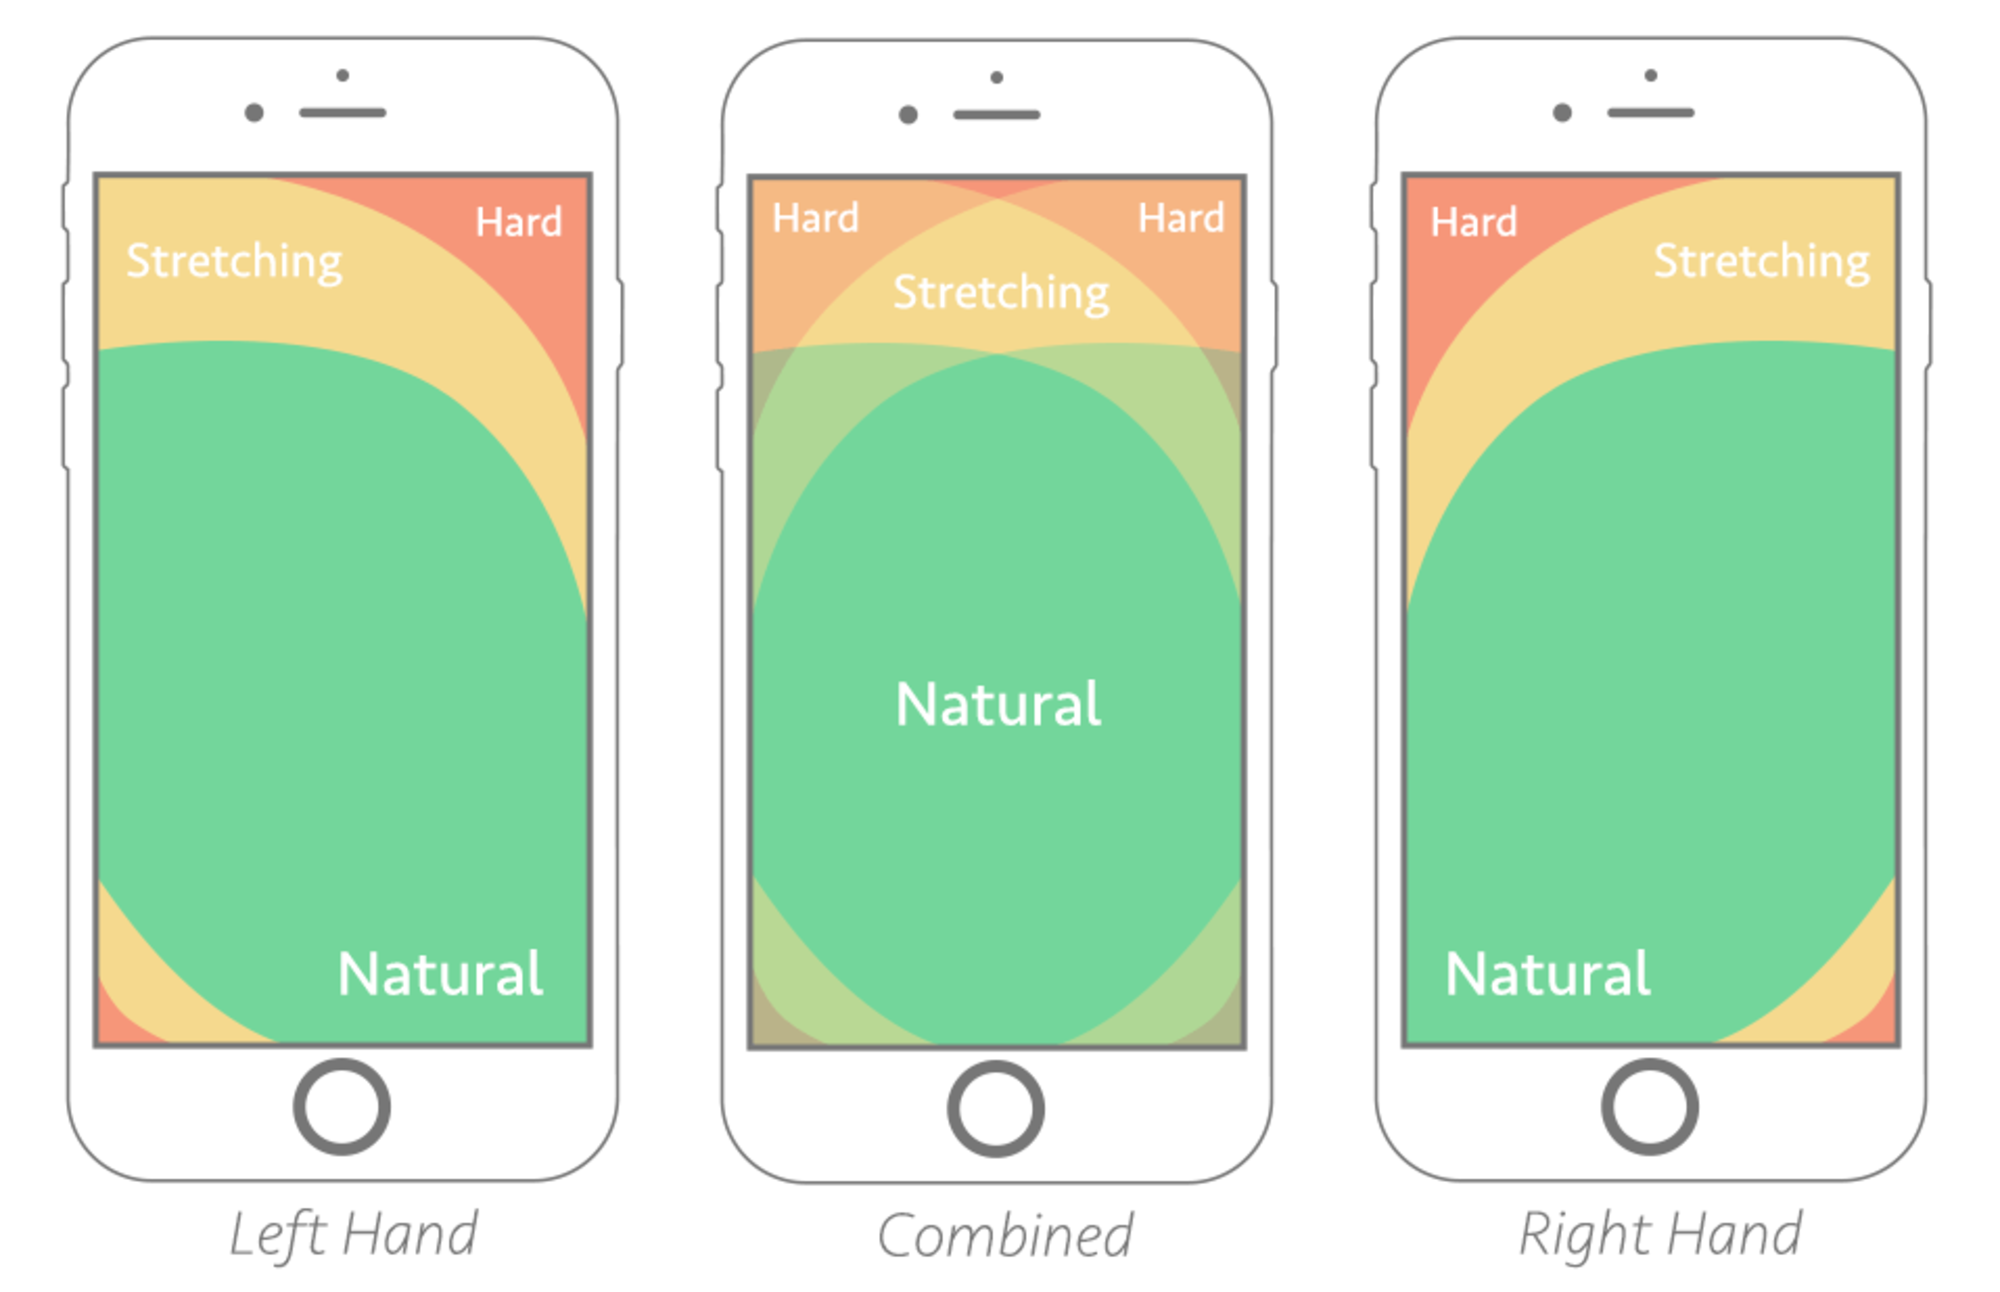 Hard
Stretching
Natural
Left Hand
Hard
Hard
Stretching
Natural
Combined
Hard
Stretching
Natural
Right Hand